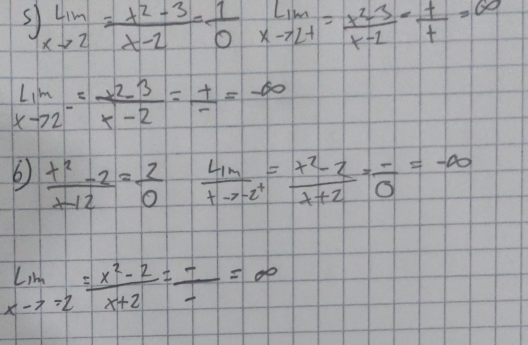 5) Lim x→2 = x²-3/x-2 = 1/0 Lim x→2+ = x²-3/x-2 = +/+ = ∞
Lim x→2⁻ = x²-3/x-2 = +/- = -∞
6) x²-2/x+2 = 2/0 Lim x→-2⁺ = x²-2/x+2 = -/0 = -∞
Lim x→-2 = x²-2/x+2 = -/- = ∞